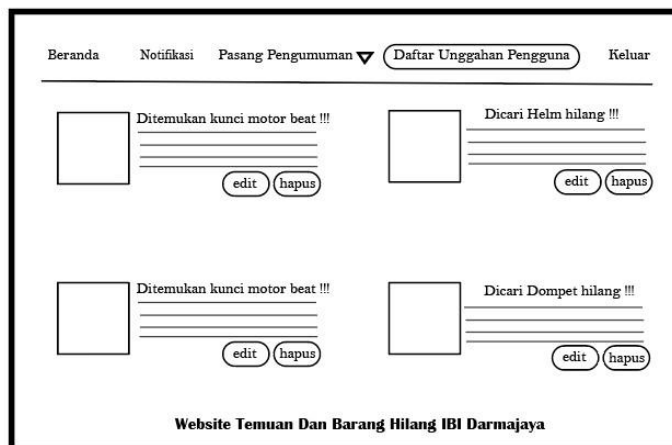 Beranda Notifikasi Pasang Pengumuman Daftar Unggahan Pengguna Keluar
Ditemukan kunci motor beat !!!
edit hapus
Dicari Helm hilang !!!
edit hapus
Ditemukan kunci motor beat !!!
edit hapus
Dicari Dompet hilang !!!
edit hapus
Website Temuan Dan Barang Hilang IBI Darmajaya